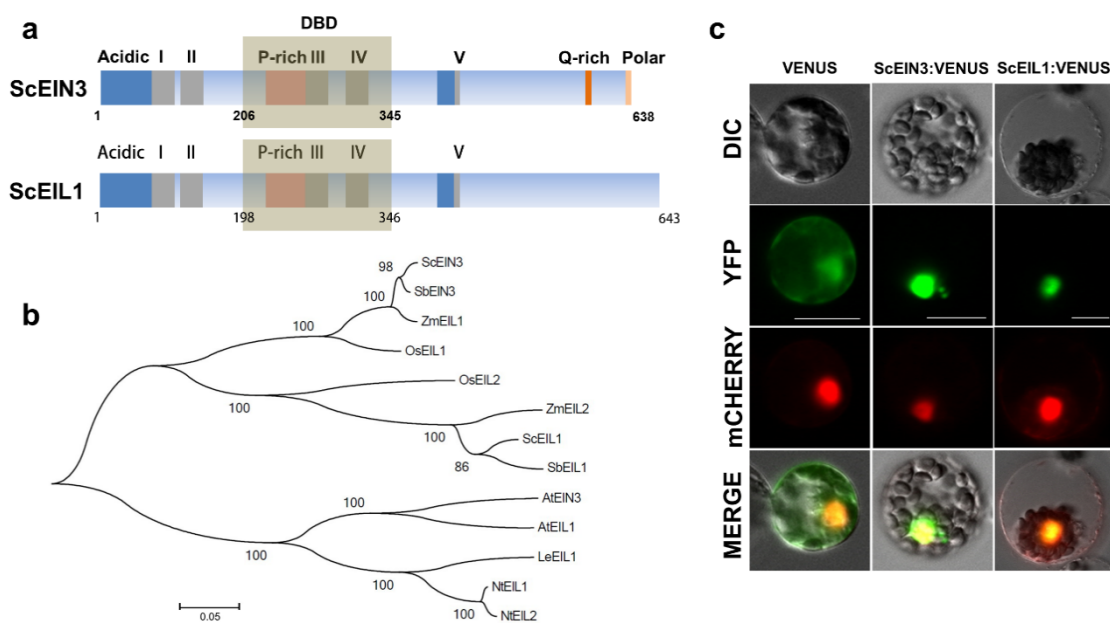 a
DBD
Acidic I II P-rich III IV V Q-rich Polar
ScEIN3
1 206 345 638
Acidic I II P-rich III IV V
ScEIL1
1 198 346 643
b
ScEIN3
98
SbEIN3
100
ZmEIL1
100
OsEIL1
OsEIL2
100
ZmEIL2
100
ScEIL1
86
SbEIL1
AtEIN3
100
AtEIL1
100
LeEIL1
100
NtEIL1
100
NtEIL2
0.05
c
VENUS ScEIN3:VENUS ScEIL1:VENUS
DIC
YFP
mCHERRY
MERGE